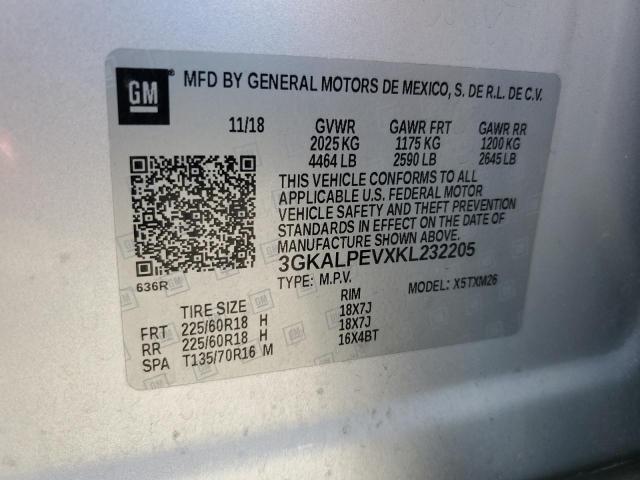 GM ® MFD BY GENERAL MOTORS DE MEXICO, S. DE R.L. DE C.V.
11/18 GVWR GAWR FRT GAWR RR
2025 KG 1175 KG 1200 KG
4464 LB 2590 LB 2645 LB
THIS VEHICLE CONFORMS TO ALL
APPLICABLE U.S. FEDERAL MOTOR
VEHICLE SAFETY AND THEFT PREVENTION
STANDARDS IN EFFECT ON THE DATE OF
MANUFACTURE SHOWN ABOVE.
3GKALPEVXKL232205
636R TYPE: M.P.V. MODEL: X5TXM26
TIRE SIZE RIM
FRT 225/60R18 H 18X7J
RR 225/60R18 H 18X7J
SPA T135/70R16 M 16X4BT